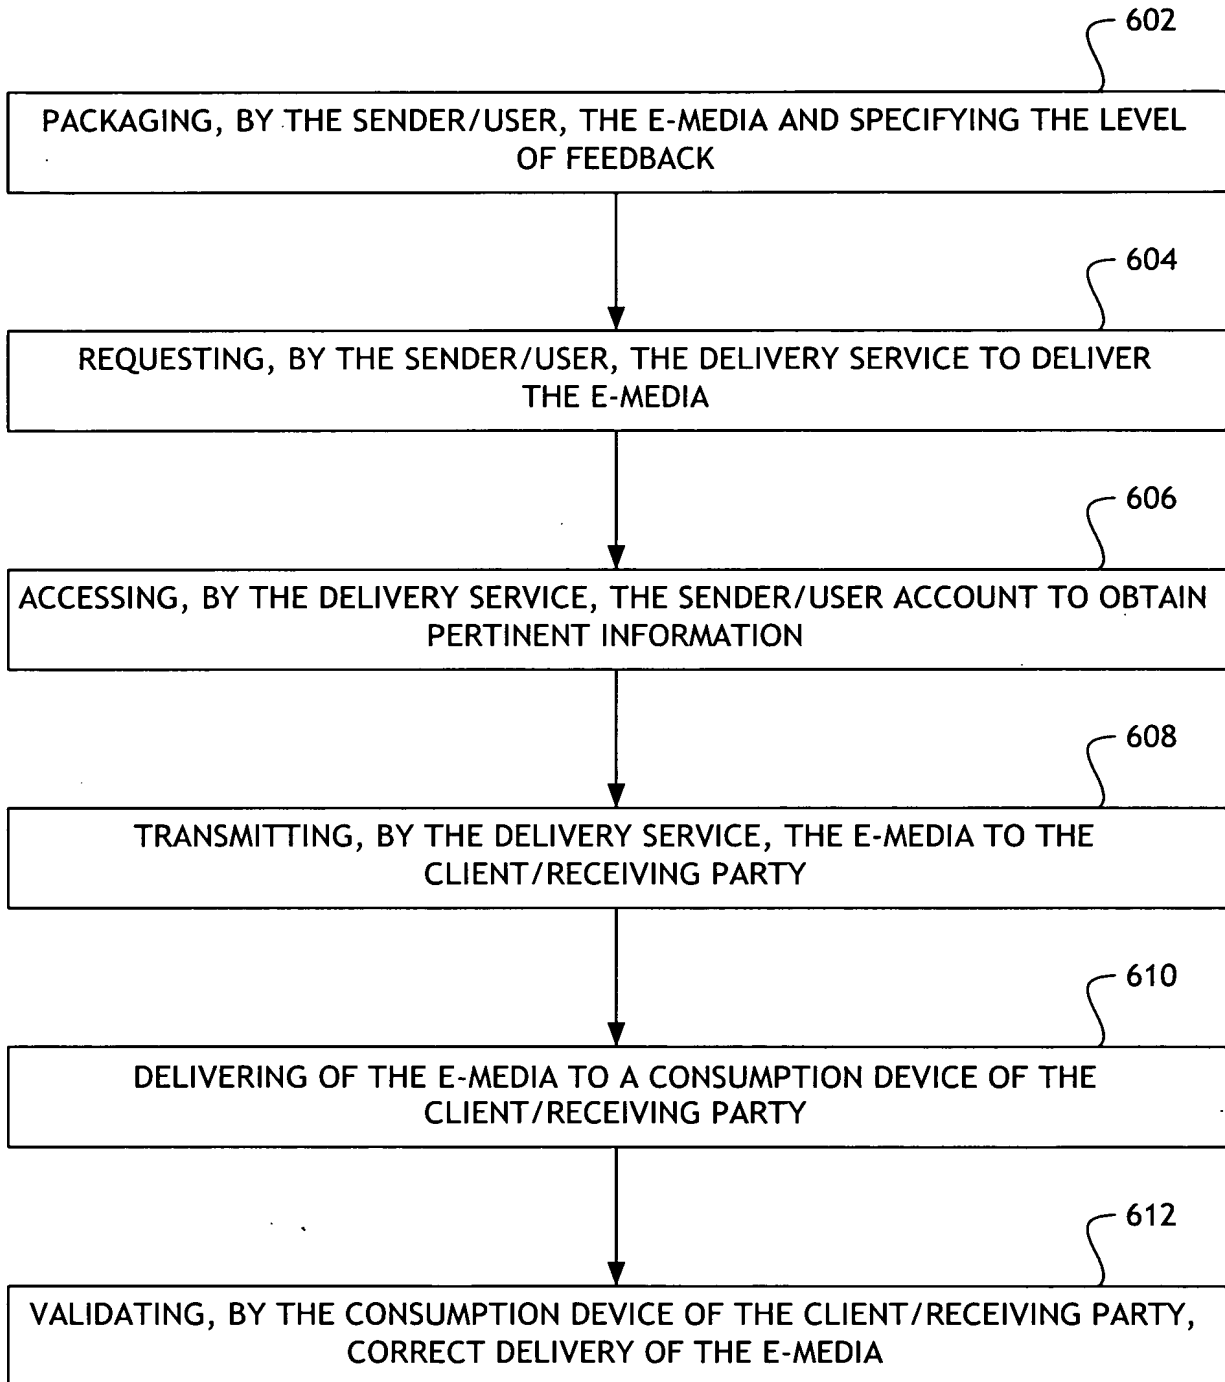 602
PACKAGING, BY THE SENDER/USER, THE E-MEDIA AND SPECIFYING THE LEVEL
OF FEEDBACK
604
REQUESTING, BY THE SENDER/USER, THE DELIVERY SERVICE TO DELIVER
THE E-MEDIA
606
ACCESSING, BY THE DELIVERY SERVICE, THE SENDER/USER ACCOUNT TO OBTAIN
PERTINENT INFORMATION
608
TRANSMITTING, BY THE DELIVERY SERVICE, THE E-MEDIA TO THE
CLIENT/RECEIVING PARTY
610
DELIVERING OF THE E-MEDIA TO A CONSUMPTION DEVICE OF THE
CLIENT/RECEIVING PARTY
612
VALIDATING, BY THE CONSUMPTION DEVICE OF THE CLIENT/RECEIVING PARTY,
CORRECT DELIVERY OF THE E-MEDIA